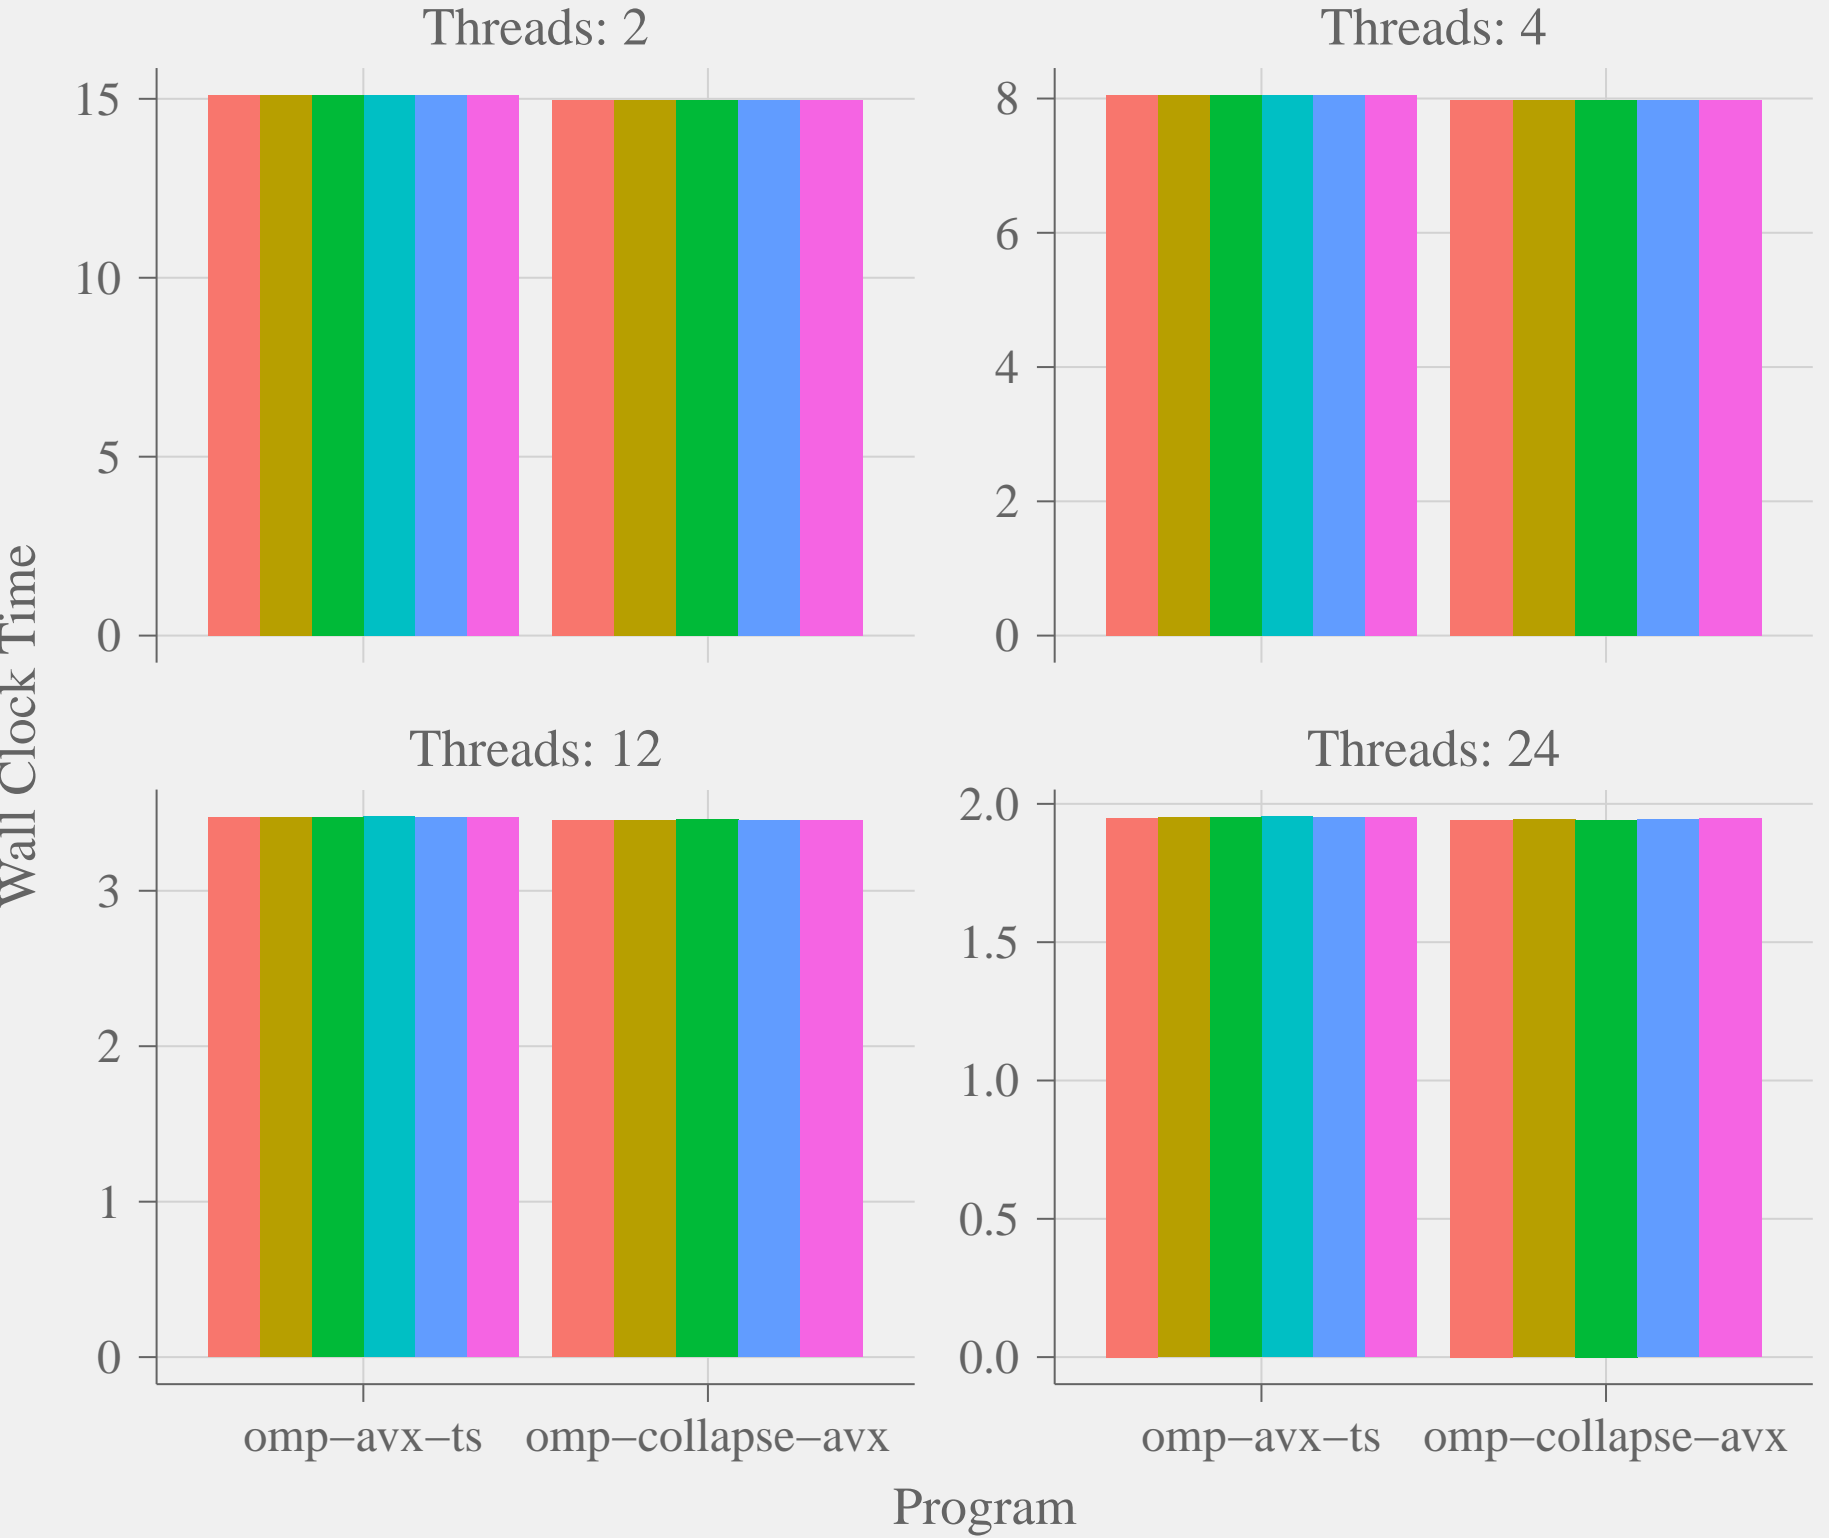 Threads: 2
15
10
5
0
Threads: 4
8
6
4
2
0
Wall Clock Time
Threads: 12
3
2
1
0
omp–avx–ts omp–collapse–avx
Threads: 24
2.0
1.5
1.0
0.5
0.0
omp–avx–ts omp–collapse–avx
Program